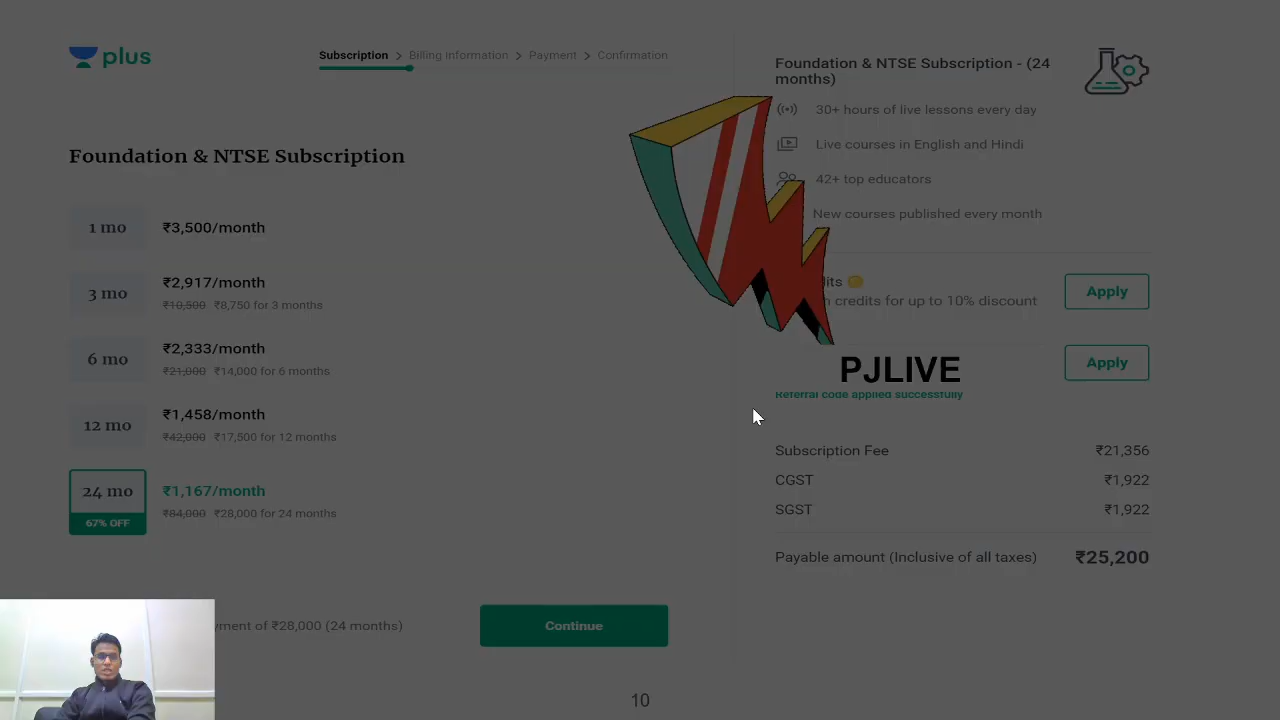 plus
Subscription > Billing Information > Payment > Confirmation
Foundation & NTSE Subscription
1 mo ₹3,500/month
3 mo ₹2,917/month
₹10,500 ₹8,750 for 3 months
6 mo ₹2,333/month
₹21,000 ₹14,000 for 6 months
12 mo ₹1,458/month
₹42,000 ₹17,500 for 12 months
24 mo ₹1,167/month
67% OFF ₹84,000 ₹28,000 for 24 months
of ₹28,000 (24 months)
Continue
Foundation & NTSE Subscription - (24
months)
30+ hours of live lessons every day
Live courses in English and Hindi
42+ top educators
New courses published every month
credits for up to 10% discount
Apply
PJLIVE
Apply
Referral code applied successfully
Subscription Fee ₹21,356
CGST ₹1,922
SGST ₹1,922
Payable amount (Inclusive of all taxes) ₹25,200
10